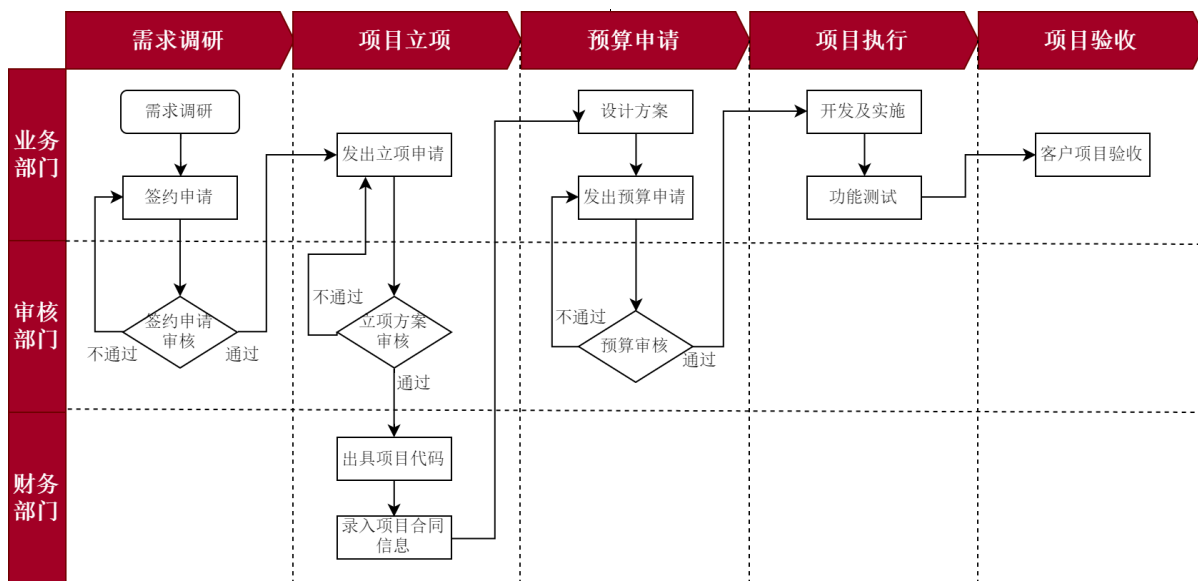 需求调研
项目立项
预算申请
项目执行
项目验收
业务
部门
需求调研
签约申请
发出立项申请
设计方案
发出预算申请
开发及实施
功能测试
客户项目验收
审核
部门
签约申请
审核
不通过
通过
不通过
立项方案
审核
通过
不通过
预算审核
通过
财务
部门
出具项目代码
录入项目合同
信息